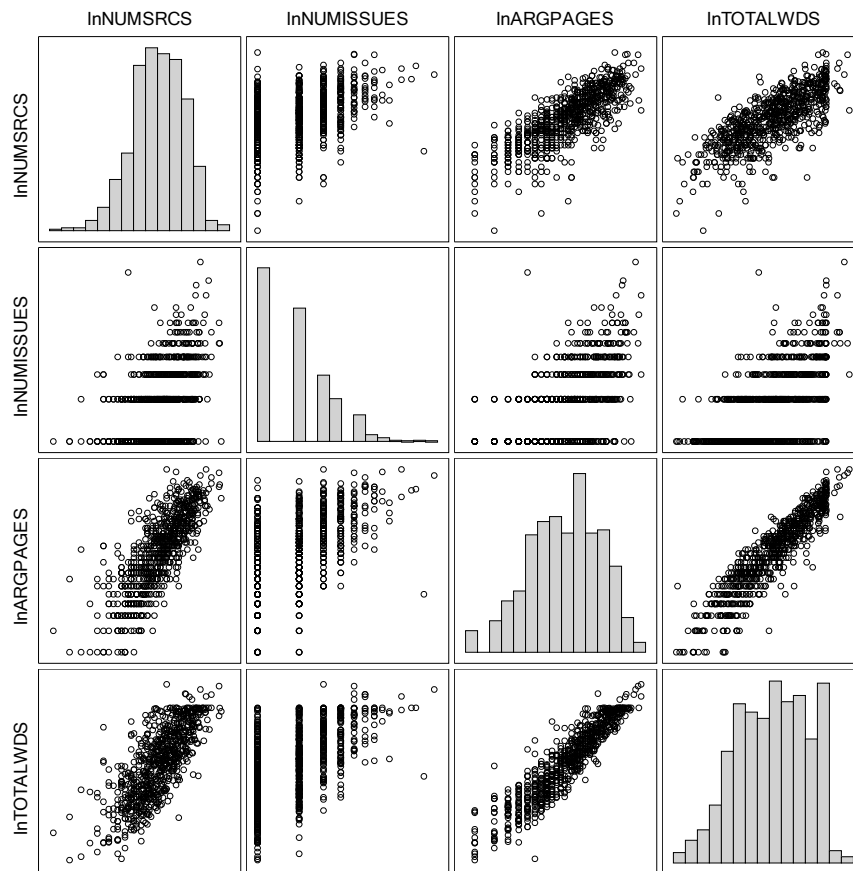 lnNUMSRCS lnNUMISSUES lnARGPAGES lnTOTALWDS
lnNUMSRCS
lnNUMISSUES
lnARGPAGES
lnTOTALWDS